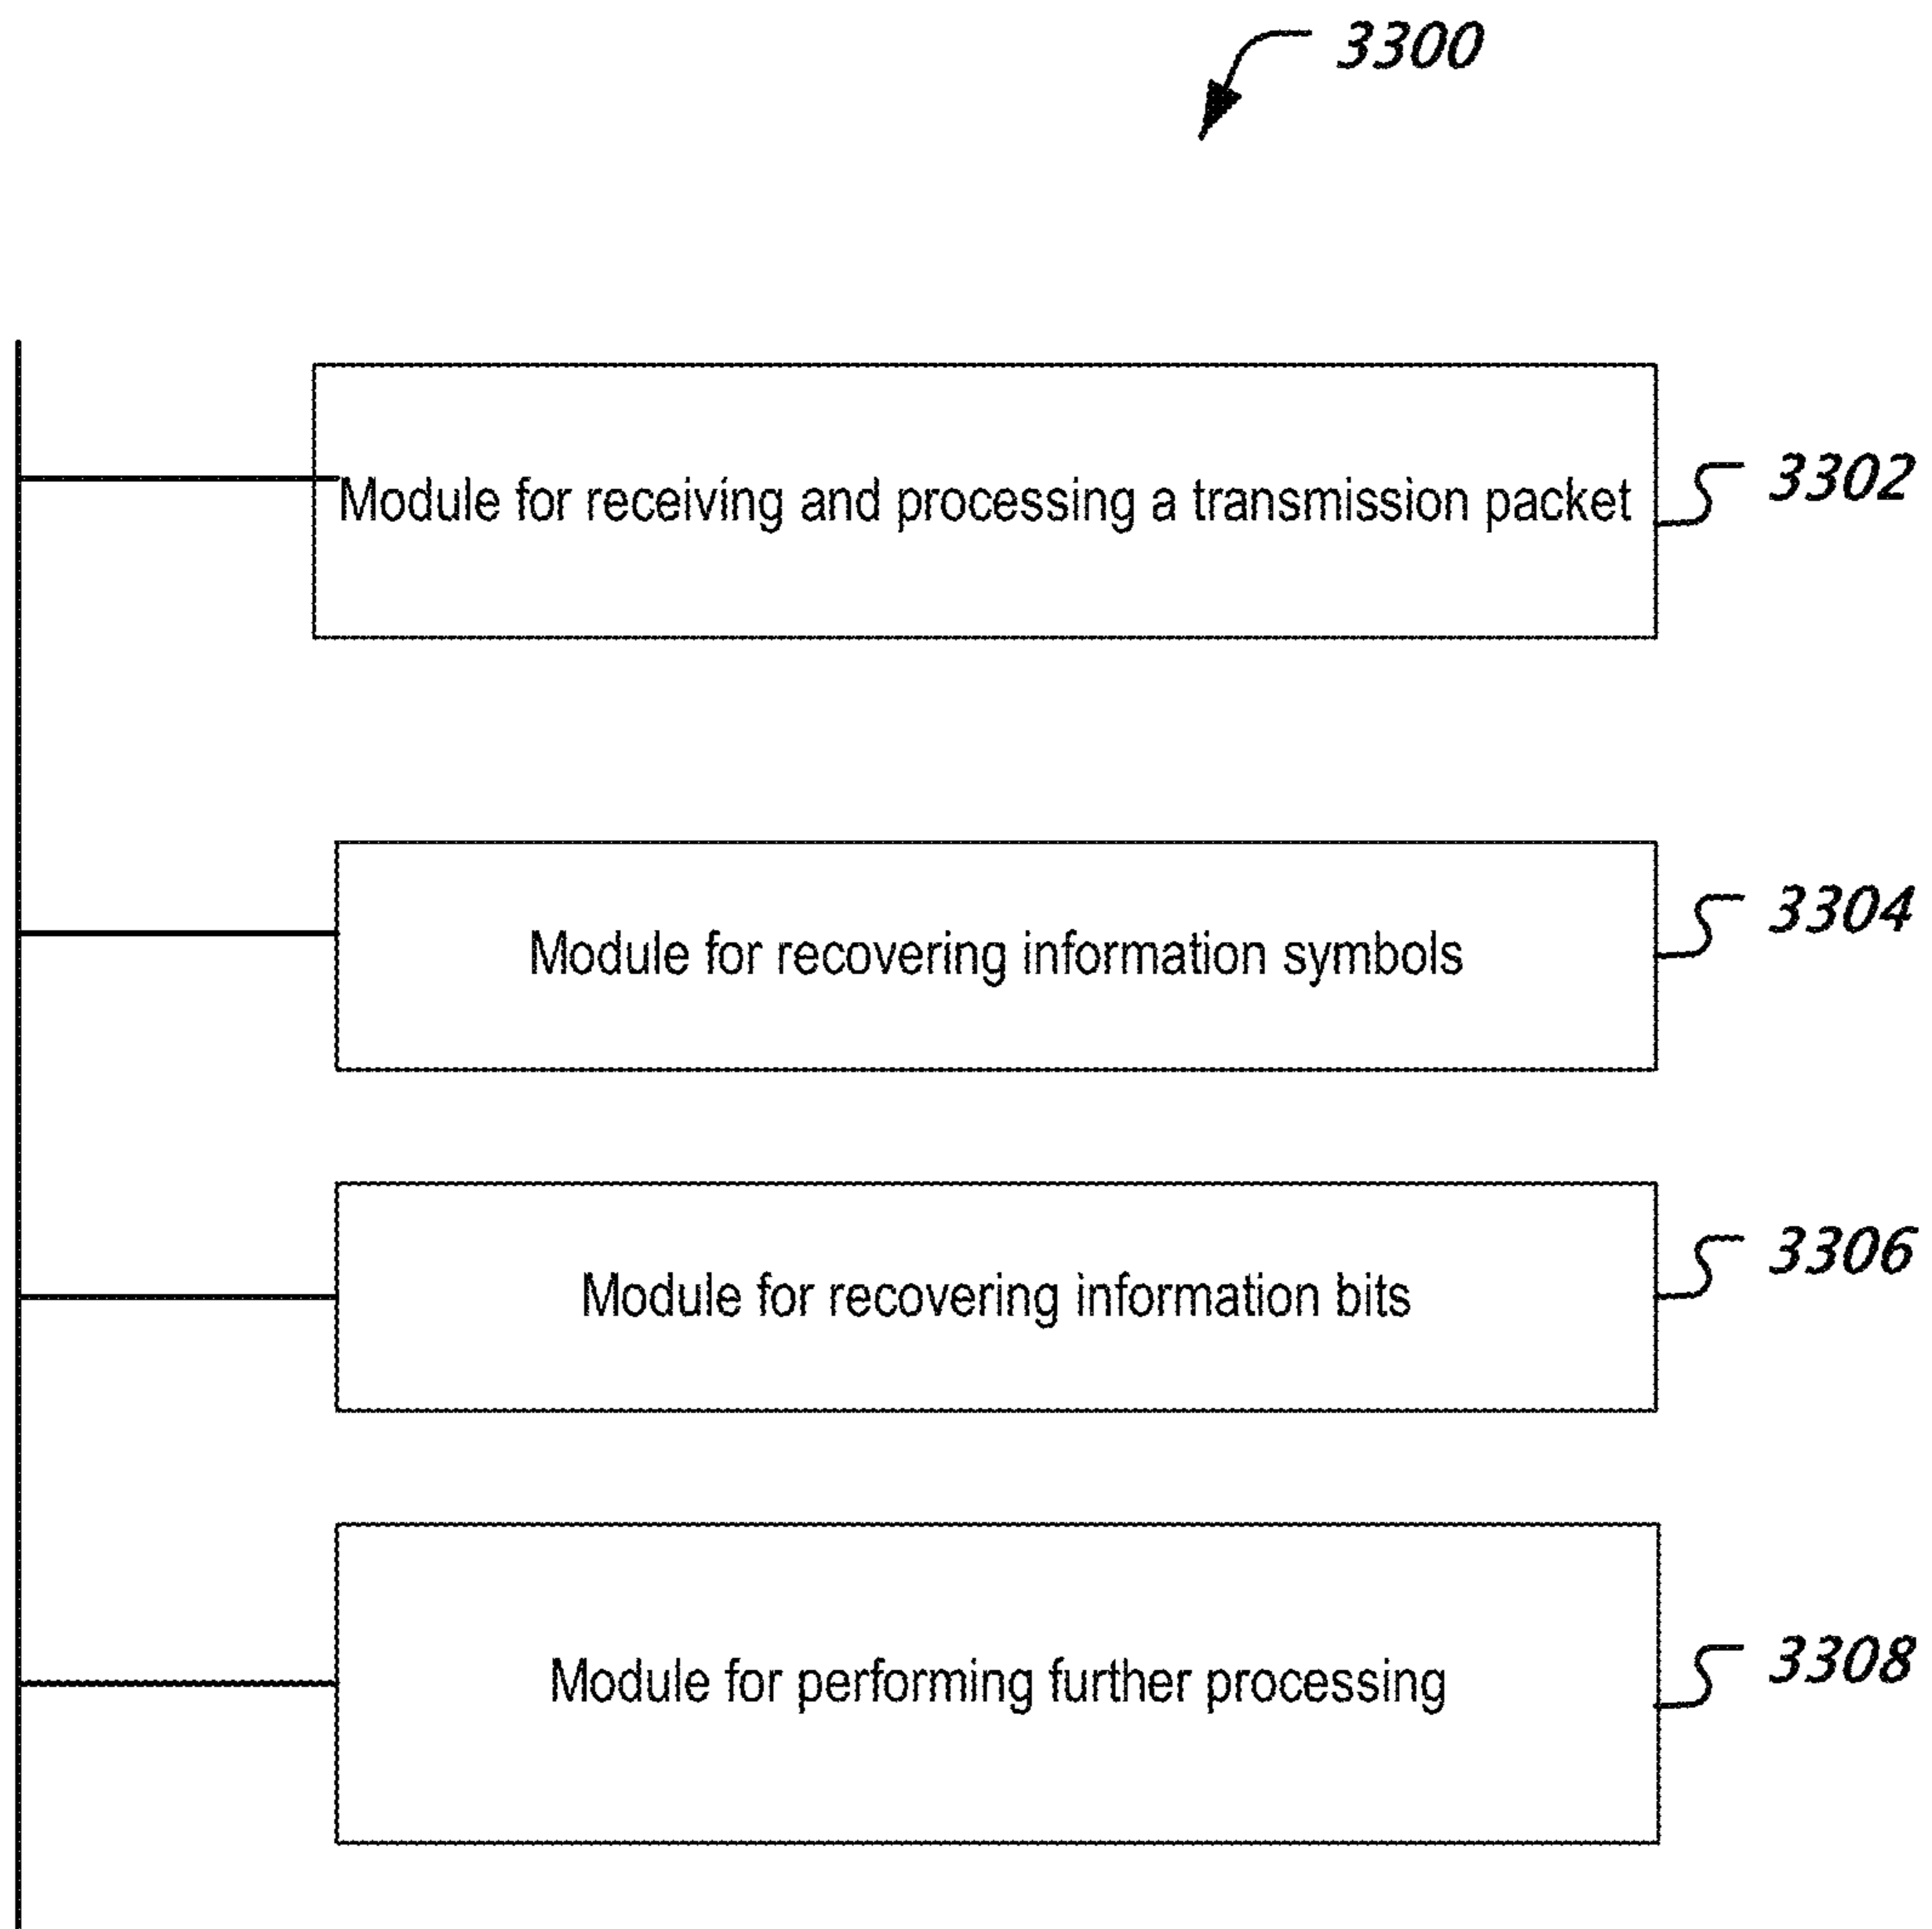 3300
Module for receiving and processing a transmission packet
3302
Module for recovering information symbols
3304
Module for recovering information bits
3306
Module for performing further processing
3308